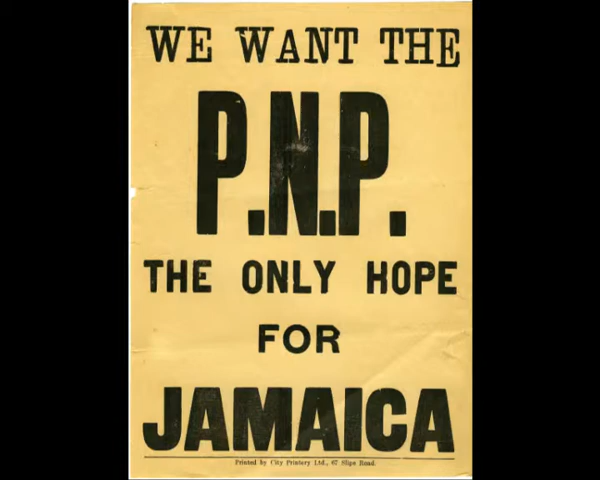 WE WANT THE
P.N.P.
THE ONLY HOPE
FOR
JAMAICA
Printed by City Printery Ltd., 67 Slipe Road.